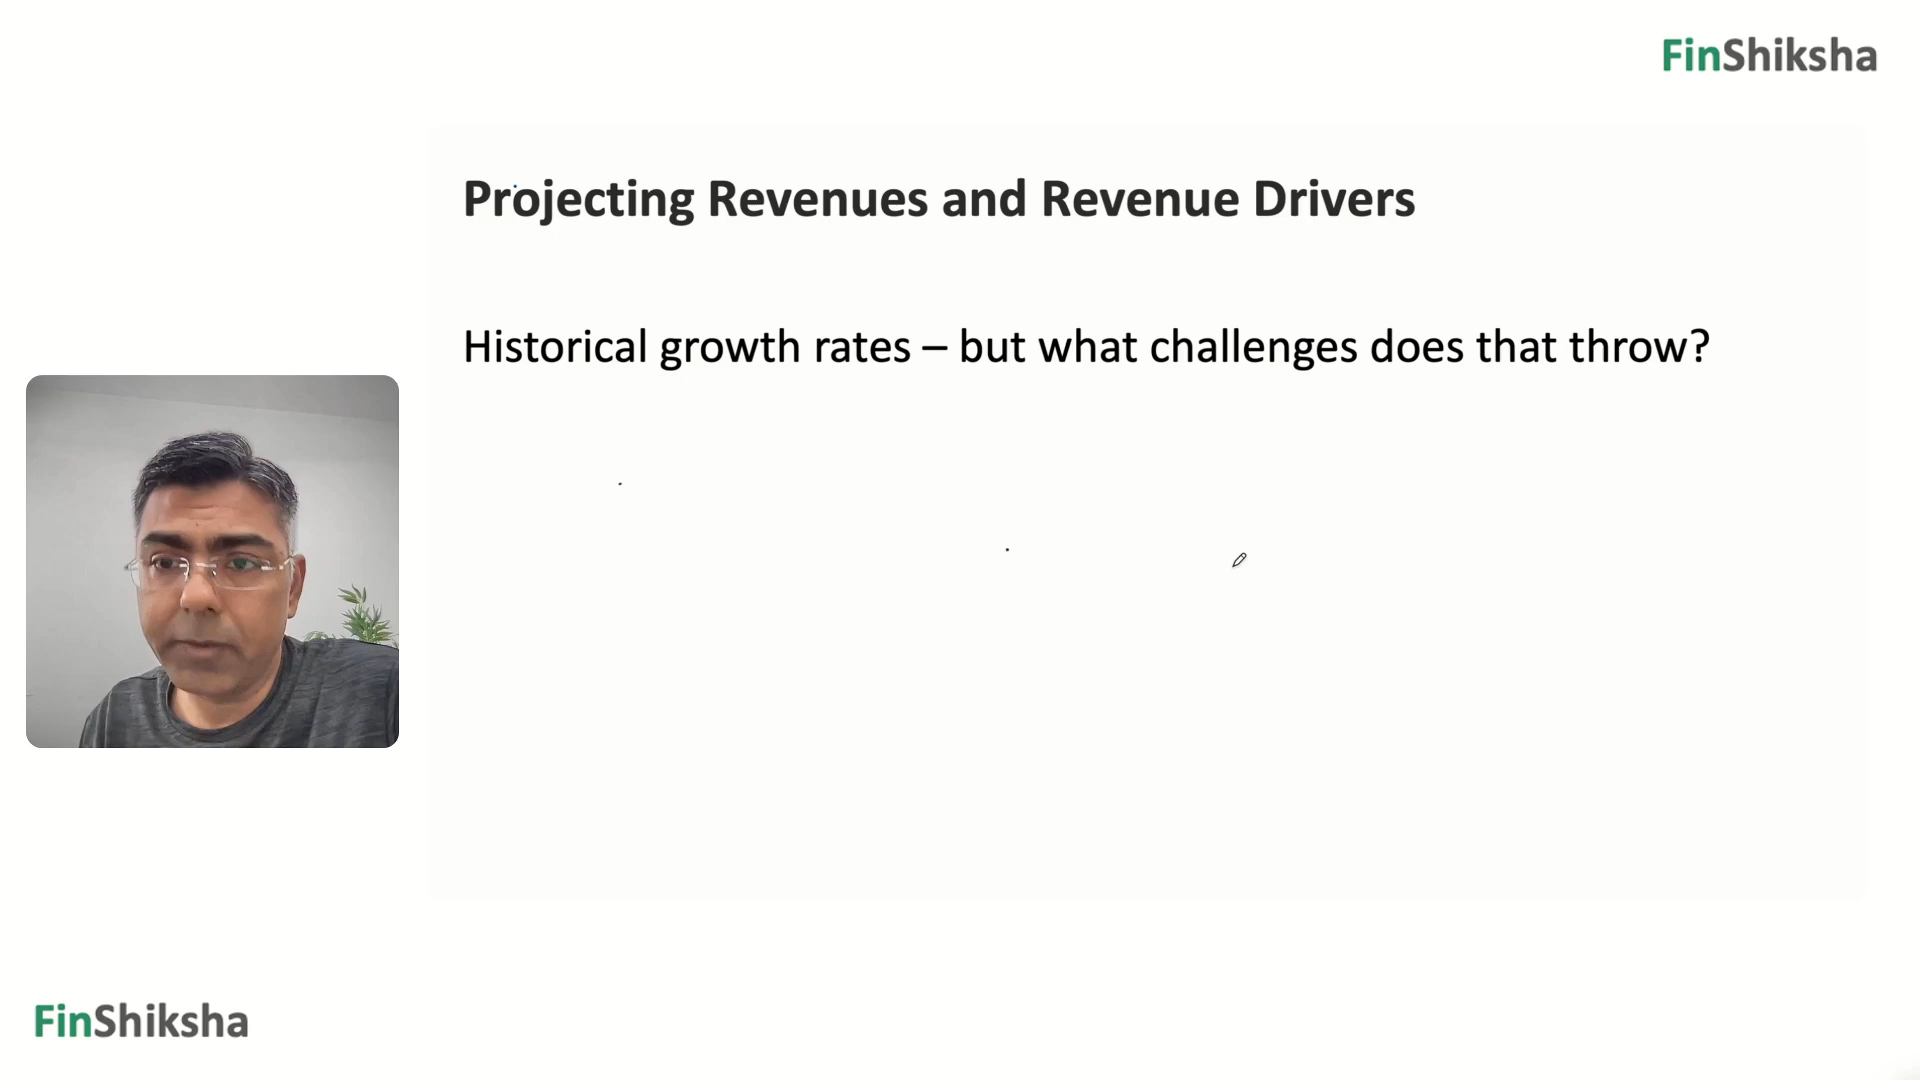 FinShiksha
Projecting Revenues and Revenue Drivers
Historical growth rates – but what challenges does that throw?
FinShiksha